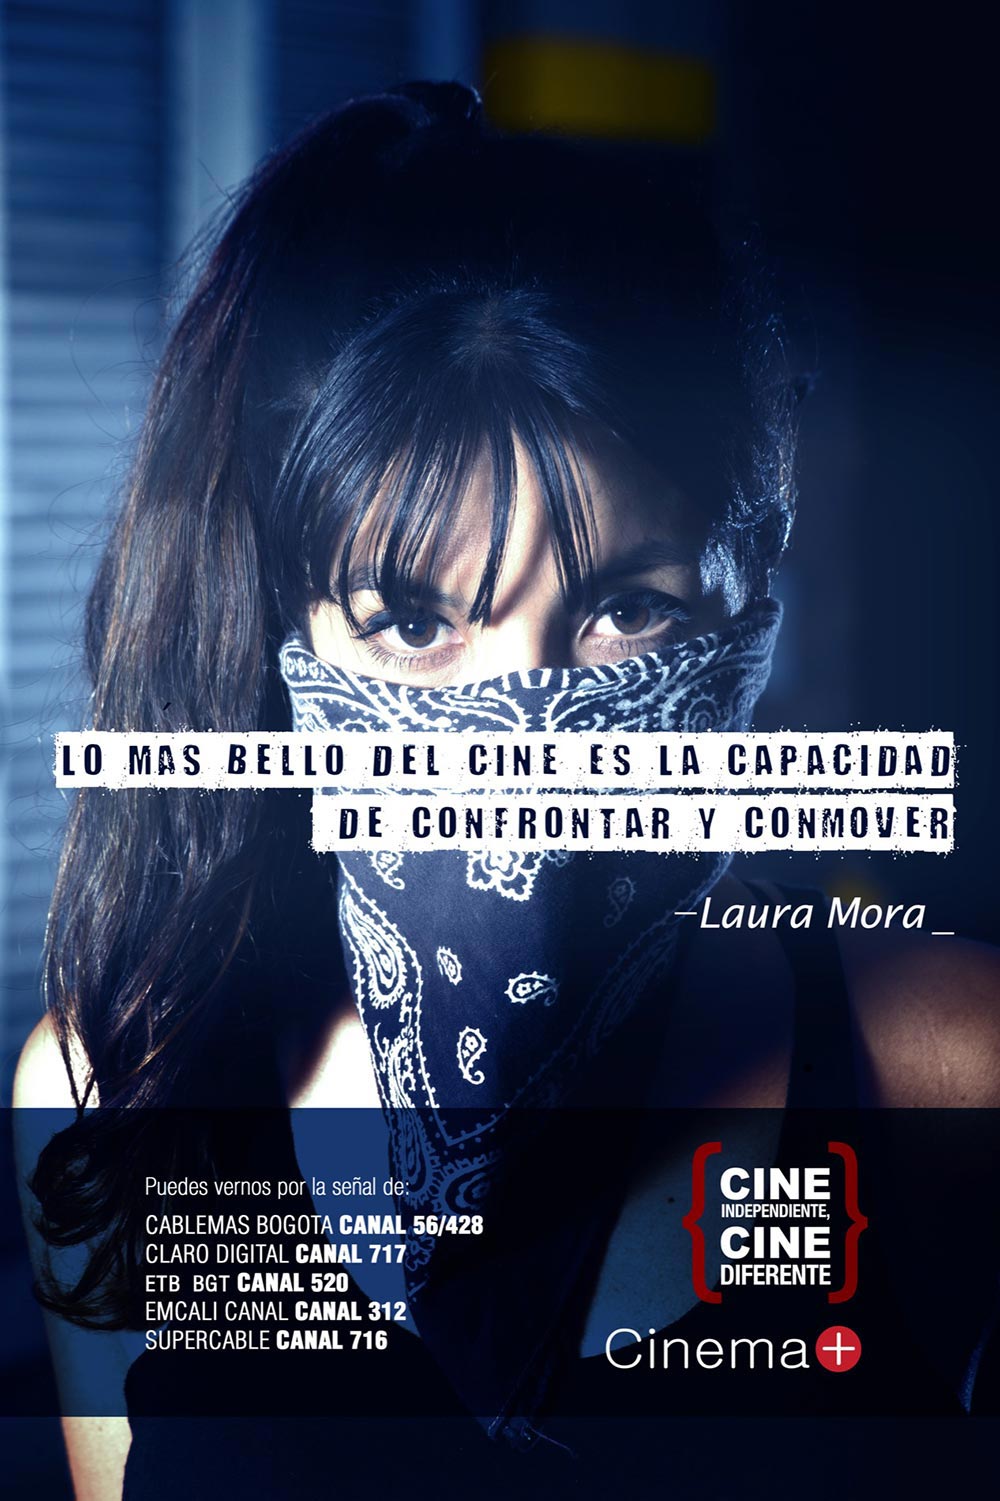 LO MAS BELLO DEL CINE ES LA CAPACIDAD
DE CONFRONTAR Y CONMOVER
–Laura Mora_
Puedes vernos por la señal de:
CABLEMAS BOGOTA CANAL 56/428
CLARO DIGITAL CANAL 717
ETB BGT CANAL 520
EMCALI CANAL CANAL 312
SUPERCABLE CANAL 716
{CINE
INDEPENDIENTE,
CINE
DIFERENTE}
Cinema+